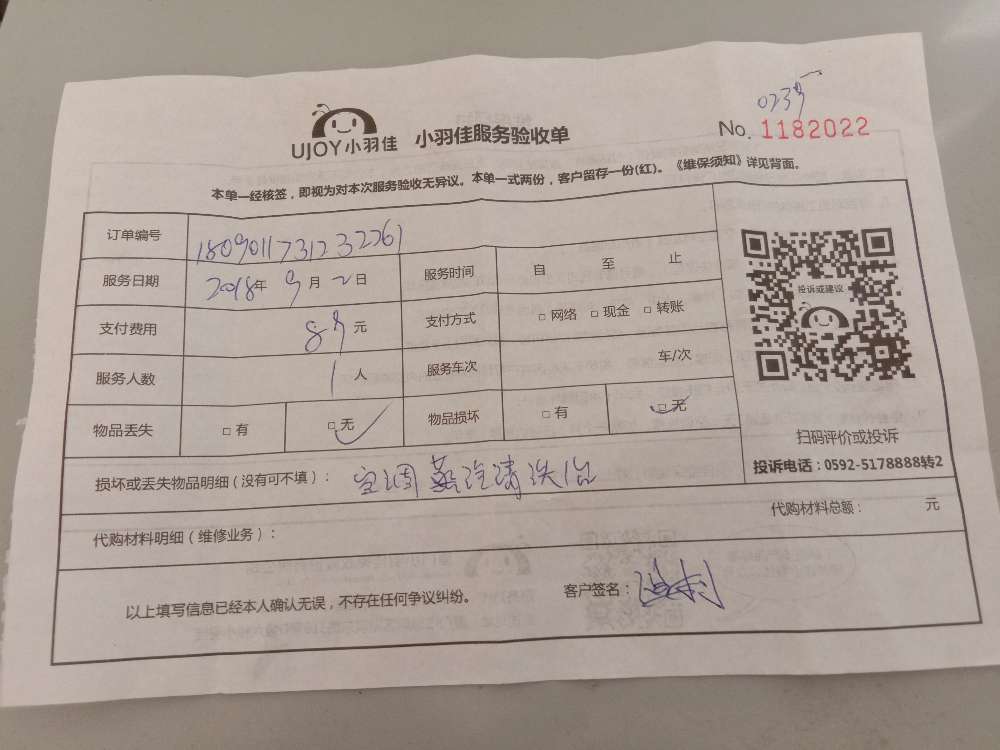 0235
UJOY小羽佳 小羽佳服务验收单 No. 1182022
本单一经核签，即视为对本次服务验收无异议。本单一式两份，客户留存一份(红)。《维保须知》详见背面。
订单编号 180901173123226
服务日期 2018年 9月 2日 服务时间 自 至 止
支付费用 89元 支付方式 □网络 □现金 □转账
服务人数 1人 服务车次 车/次
物品丢失 □有 □无 物品损坏 □有 □无
投诉或建议
扫码评价或投诉
投诉电话：0592-5178888转2
损坏或丢失物品明细（没有可不填）： 空调 清洗
代购材料明细（维修业务）： 代购材料总额： 元
以上填写信息已经本人确认无误，不存在任何争议纠纷。 客户签名：